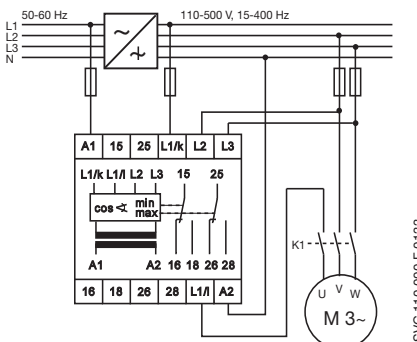 50-60 Hz 110-500 V, 15-400 Hz
L1
L2
L3
N
~
≁
A1 15 25 L1/k L2 L3
L1/k L1/l L2 L3 15 25
cos ∢ min
max
K1
A1 A2 16 18 26 28
16 18 26 28 L1/l A2
U V W
M 3~